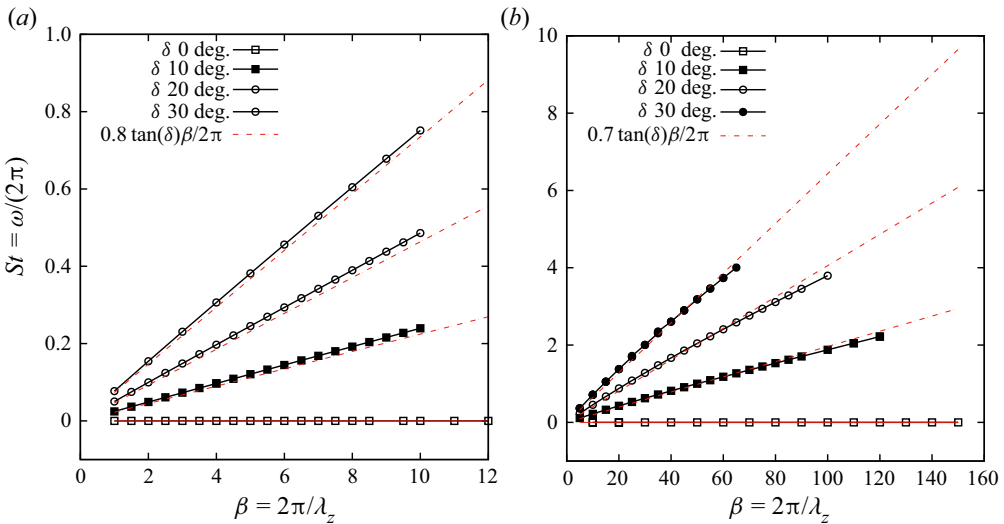 (a)
δ 0 deg.
δ 10 deg.
δ 20 deg.
δ 30 deg.
0.8 tan(δ)β/2π
1.0
0.8
0.6
0.4
0.2
0
0 2 4 6 8 10 12
St = ω/(2π)
β = 2π/λz
(b)
δ 0 deg.
δ 10 deg.
δ 20 deg.
δ 30 deg.
0.7 tan(δ)β/2π
10
8
6
4
2
0
0 20 40 60 80 100 120 140 160
β = 2π/λz